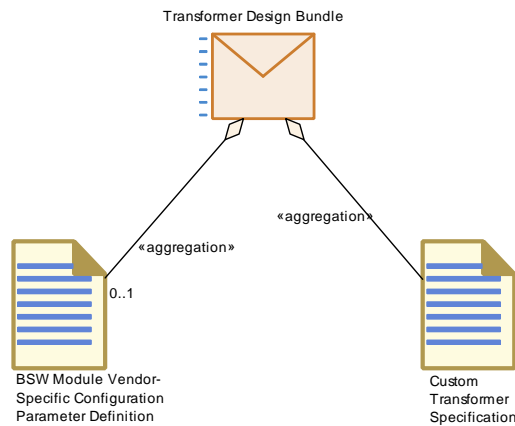 Transformer Design Bundle
«aggregation»
«aggregation»
0..1
BSW Module Vendor-
Specific Configuration
Parameter Definition
Custom
Transformer
Specification